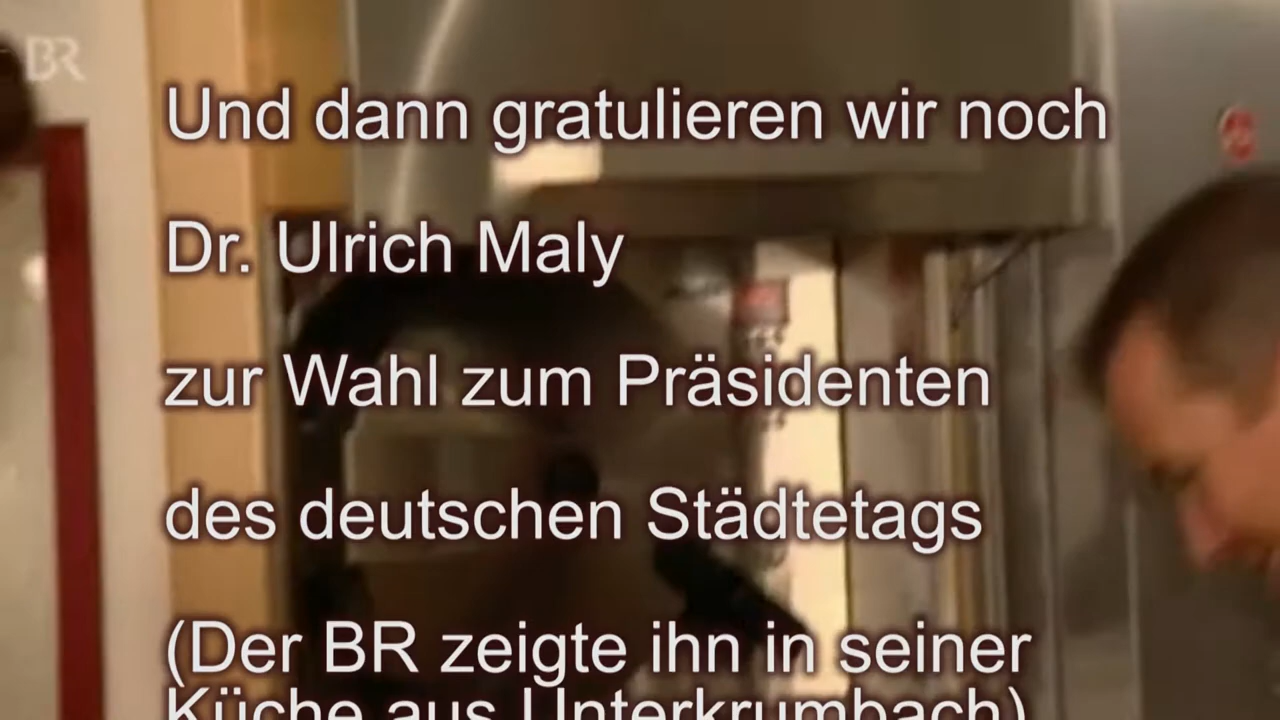 BR
Und dann gratulieren wir noch
Dr. Ulrich Maly
zur Wahl zum Präsidenten
des deutschen Städtetags
(Der BR zeigte ihn in seiner
Küche aus Unterkrumbach)